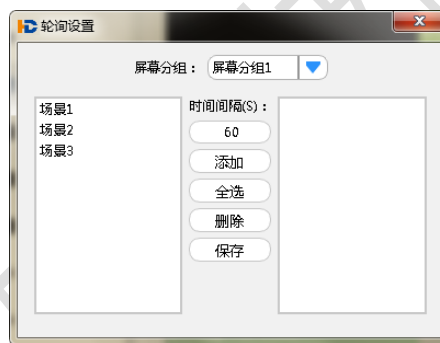 HD 轮询设置
屏幕分组： 屏幕分组1
场景1
场景2
场景3
时间间隔(S)：
60
添加
全选
删除
保存